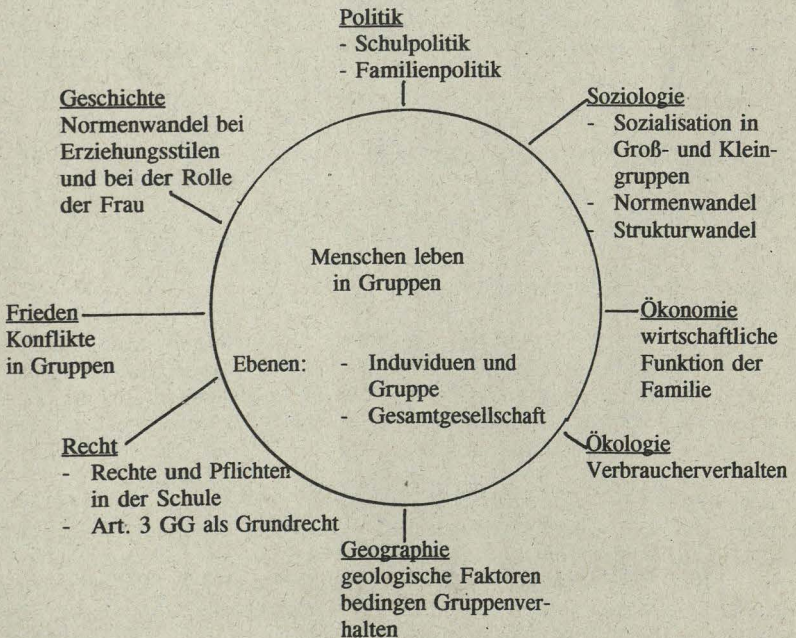 Politik
- Schulpolitik
- Familienpolitik
Geschichte
Normenwandel bei
Erziehungsstilen
und bei der Rolle
der Frau
Soziologie
- Sozialisation in
Groß- und Klein-
gruppen
- Normenwandel
- Strukturwandel
Menschen leben
in Gruppen
Frieden
Konflikte
in Gruppen
Ökonomie
wirtschaftliche
Funktion der
Familie
Ebenen: - Induviduen und
Gruppe
- Gesamtgesellschaft
Recht
- Rechte und Pflichten
in der Schule
- Art. 3 GG als Grundrecht
Ökologie
Verbraucherverhalten
Geographie
geologische Faktoren
bedingen Gruppenver-
halten